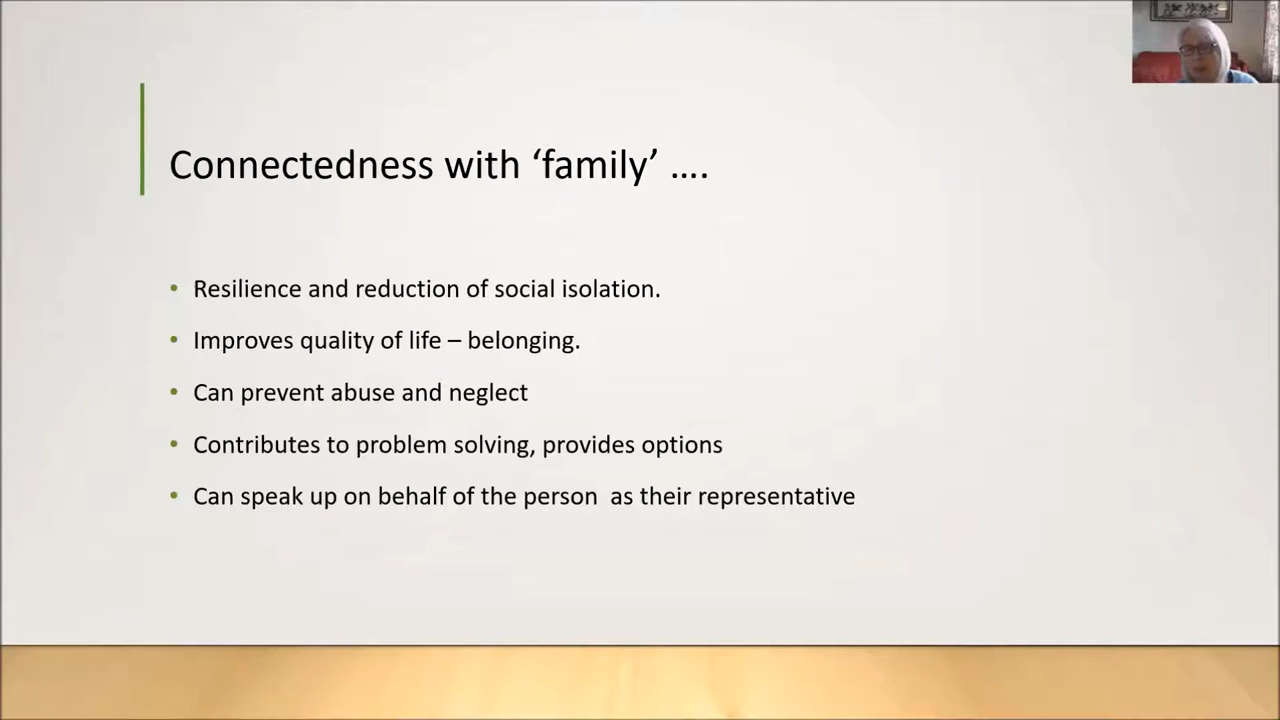 Connectedness with ‘family’ ....
• Resilience and reduction of social isolation.
• Improves quality of life – belonging.
• Can prevent abuse and neglect
• Contributes to problem solving, provides options
• Can speak up on behalf of the person  as their representative